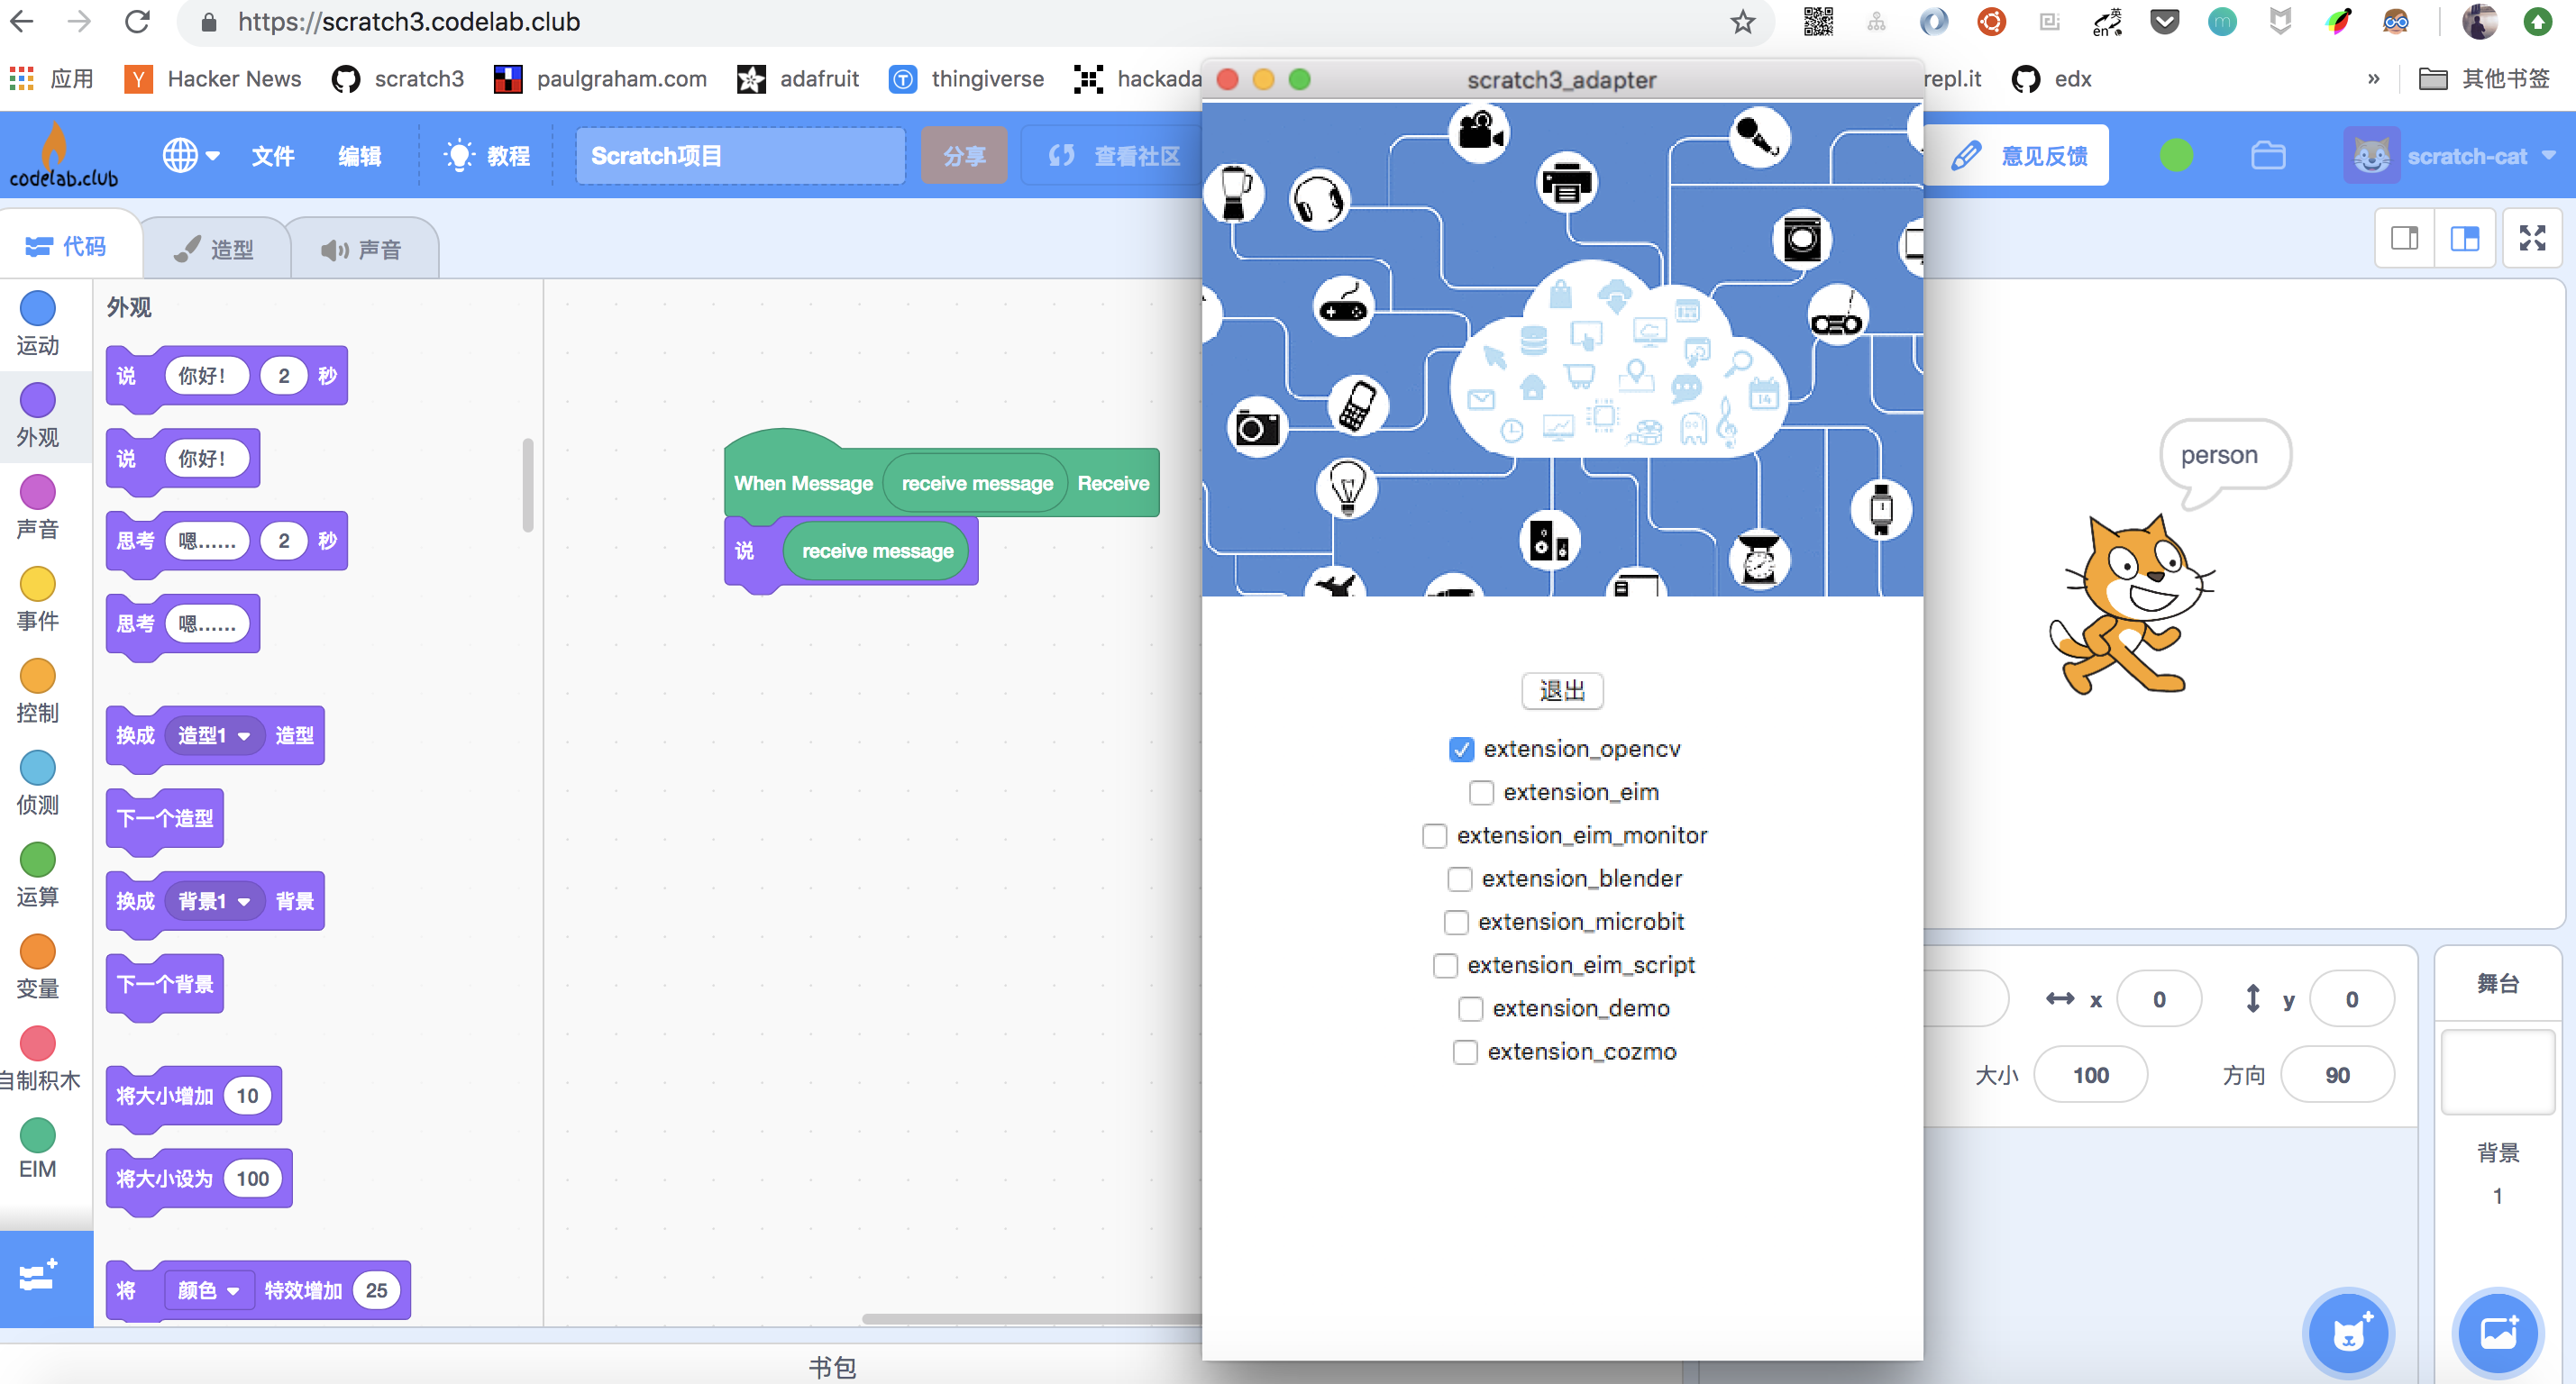 https://scratch3.codelab.club
英
en
m
应用
Hacker News
scratch3
paulgraham.com
adafruit
thingiverse
hackada
repl.it
edx
»
其他书签
scratch3_adapter
codelab.club
文件
编辑
教程
Scratch项目
分享
查看社区
意见反馈
scratch-cat
代码
造型
声音
运动
外观
声音
事件
控制
侦测
运算
变量
自制积木
EIM
外观
说 你好！ 2 秒
说 你好！
思考 嗯…… 2 秒
思考 嗯……
换成 造型1 造型
下一个造型
换成 背景1 背景
下一个背景
将大小增加 10
将大小设为 100
将 颜色 特效增加 25
When Message receive message Receive
说 receive message
14
退出
extension_opencv
extension_eim
extension_eim_monitor
extension_blender
extension_microbit
extension_eim_script
extension_demo
extension_cozmo
person
x 0
y 0
大小 100
方向 90
舞台
背景
1
书包